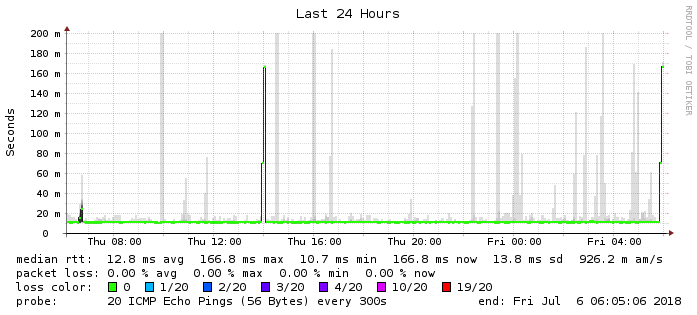 Last 24 Hours
RRDTOOL / TOBI OETIKER
Seconds
200 m
180 m
160 m
140 m
120 m
100 m
80 m
60 m
40 m
20 m
0
Thu 08:00 Thu 12:00 Thu 16:00 Thu 20:00 Fri 00:00 Fri 04:00
median rtt: 12.8 ms avg 166.8 ms max 10.7 ms min 166.8 ms now 13.8 ms sd 926.2 m am/s
packet loss: 0.00 % avg 0.00 % max 0.00 % min 0.00 % now
loss color: 0 1/20 2/20 3/20 4/20 10/20 19/20
probe: 20 ICMP Echo Pings (56 Bytes) every 300s end: Fri Jul 6 06:05:06 2018